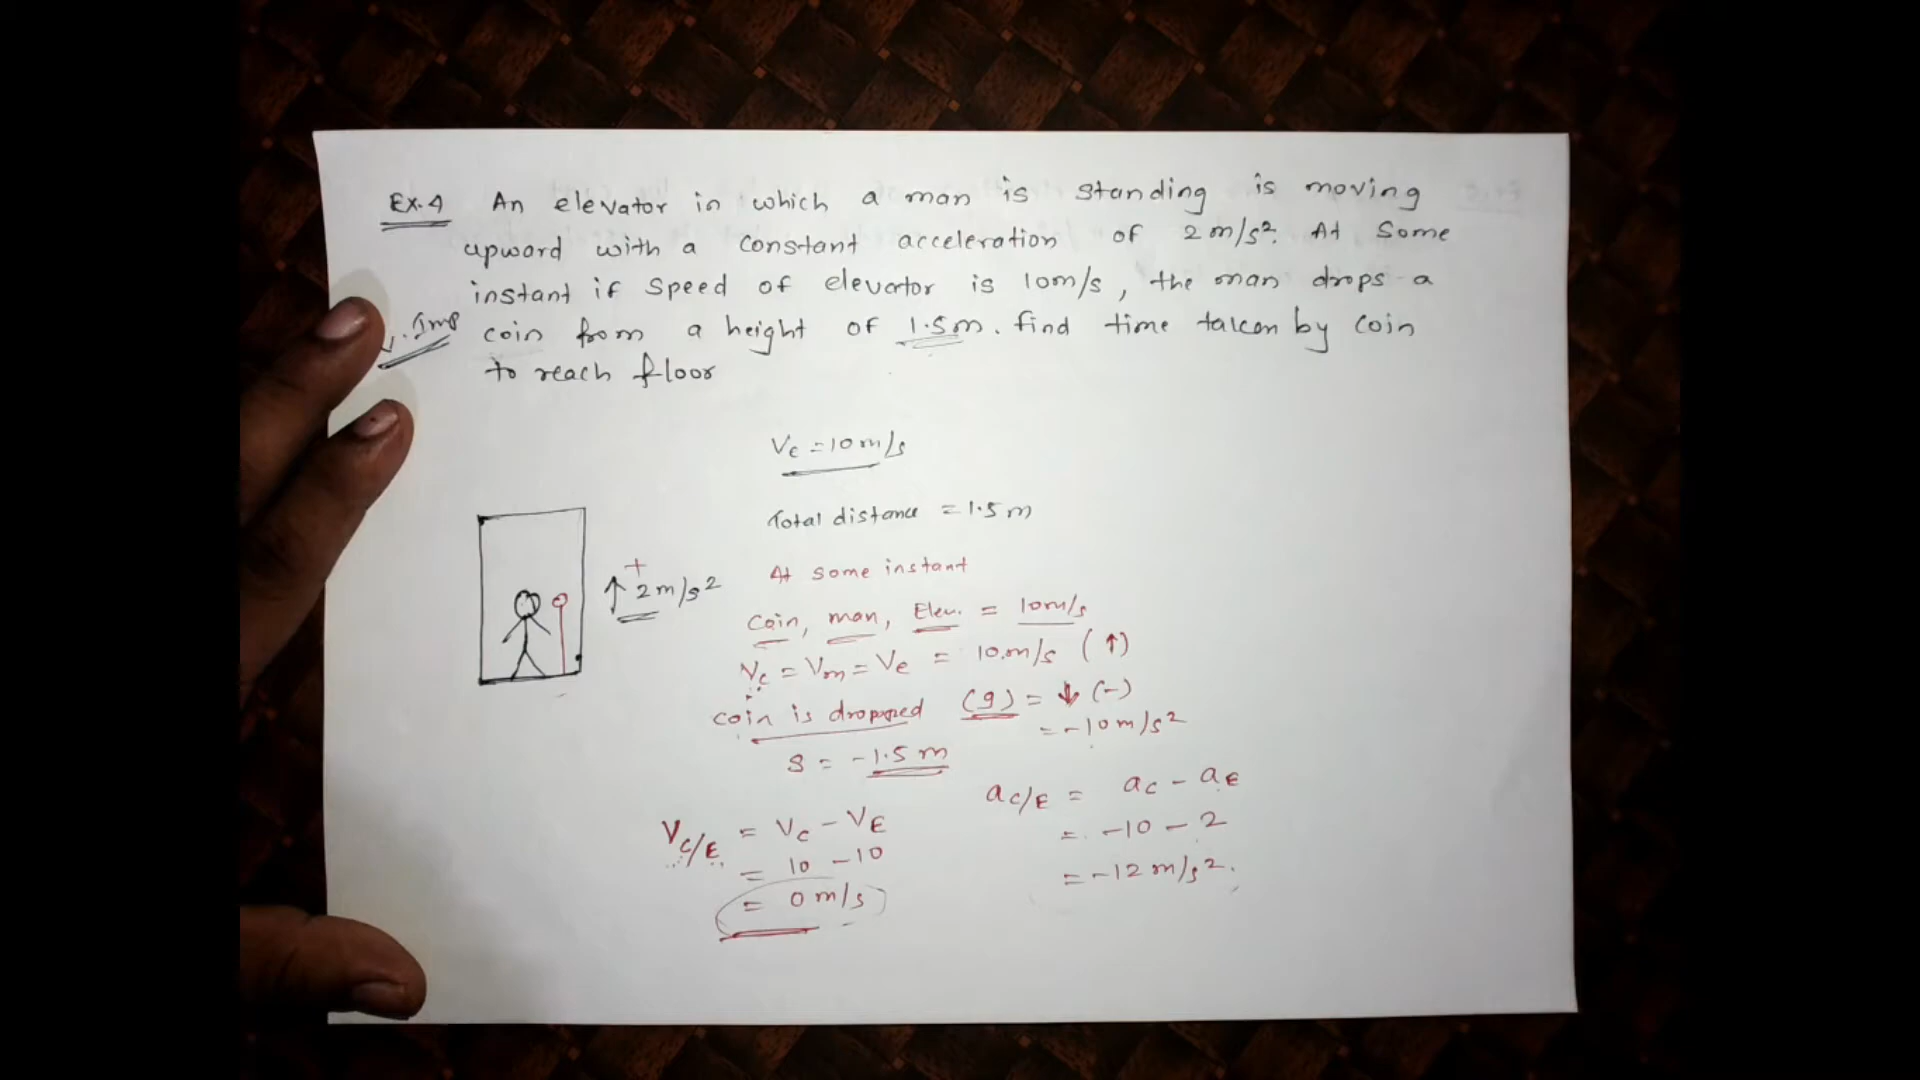 Ex.4 An elevator in which a man is standing is moving
upward with a constant acceleration of 2m/s². At some
instant if speed of elevator is 10m/s, the man drops a
v.Imp coin from a height of 1.5m. find time taken by coin
to reach floor
Vc = 10 m/s
Total distance = 1.5 m
+
↑ 2m/s²
At some instant
Coin, man, Elev. = 10m/s
Vc = Vm = Ve = 10 m/s (↑)
coin is dropped (g) = ↓ (-)
= -10 m/s²
S = -1.5 m
VC/E = Vc - VE
= 10 - 10
= 0 m/s
aC/E = ac - aE
= -10 - 2
= -12 m/s².